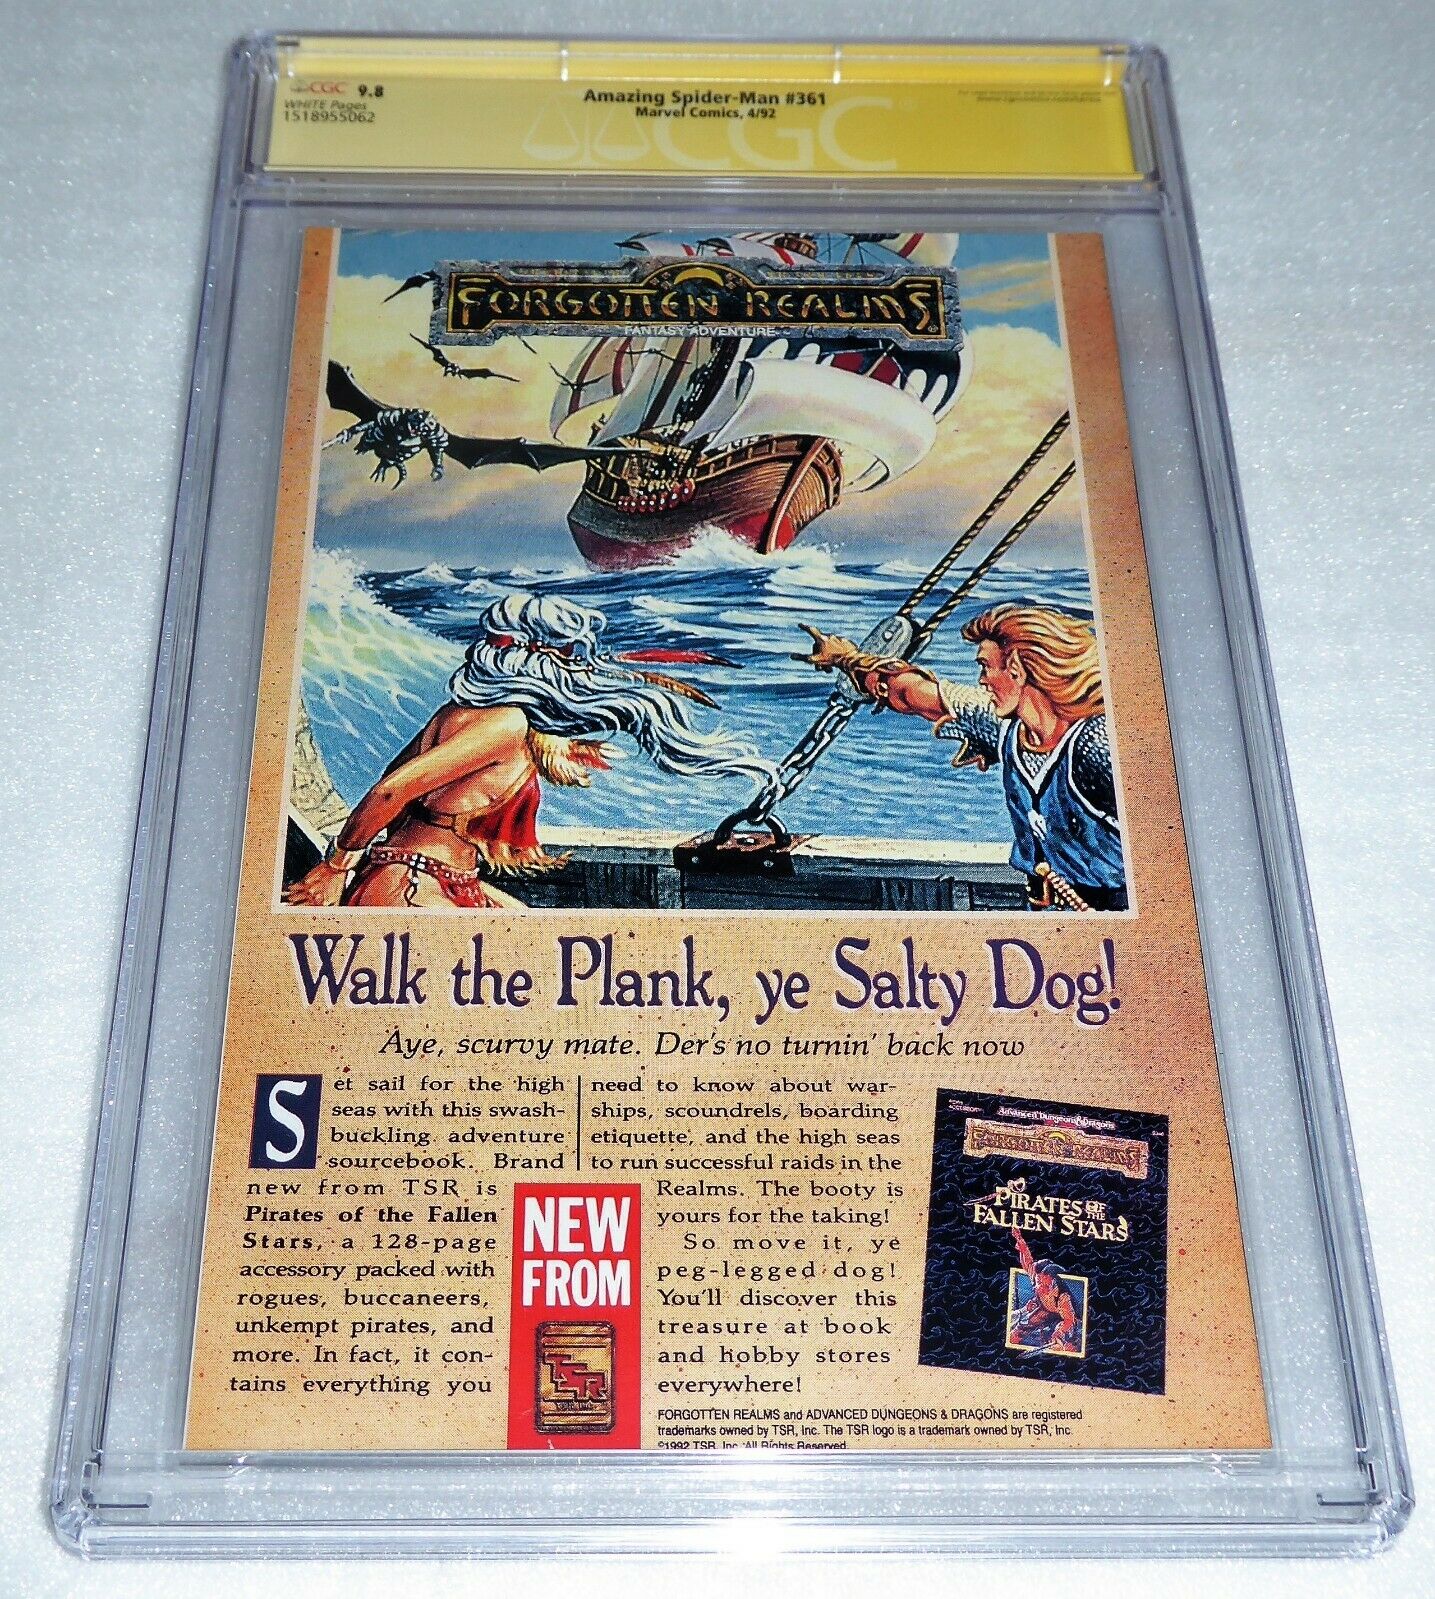 CGC 9.8
WHITE Pages
1518955062
Amazing Spider-Man #361
Marvel Comics, 4/92
CGC
FORGOTTEN REALMS
FANTASY ADVENTURE
Walk the Plank, ye Salty Dog!
Aye, scurvy mate. Der's no turnin' back now
Set sail for the high
seas with this swash-
buckling adventure
sourcebook. Brand
new from TSR is
Pirates of the Fallen
Stars, a 128-page
accessory packed with
rogues, buccaneers,
unkempt pirates, and
more. In fact, it con-
tains everything you
need to know about war-
ships, scoundrels, boarding
etiquette, and the high seas
to run successful raids in the
Realms. The booty is
yours for the taking!
So move it, ye
peg-legged dog!
You'll discover this
treasure at book
and hobby stores
everywhere!
NEW
FROM
TSR
Advanced Dungeons & Dragons
FORGOTTEN REALMS
PIRATES OF THE
FALLEN STARS
FORGOTTEN REALMS and ADVANCED DUNGEONS & DRAGONS are registered
trademarks owned by TSR, Inc. The TSR logo is a trademark owned by TSR, Inc.
©1992 TSR, Inc. All Rights Reserved.